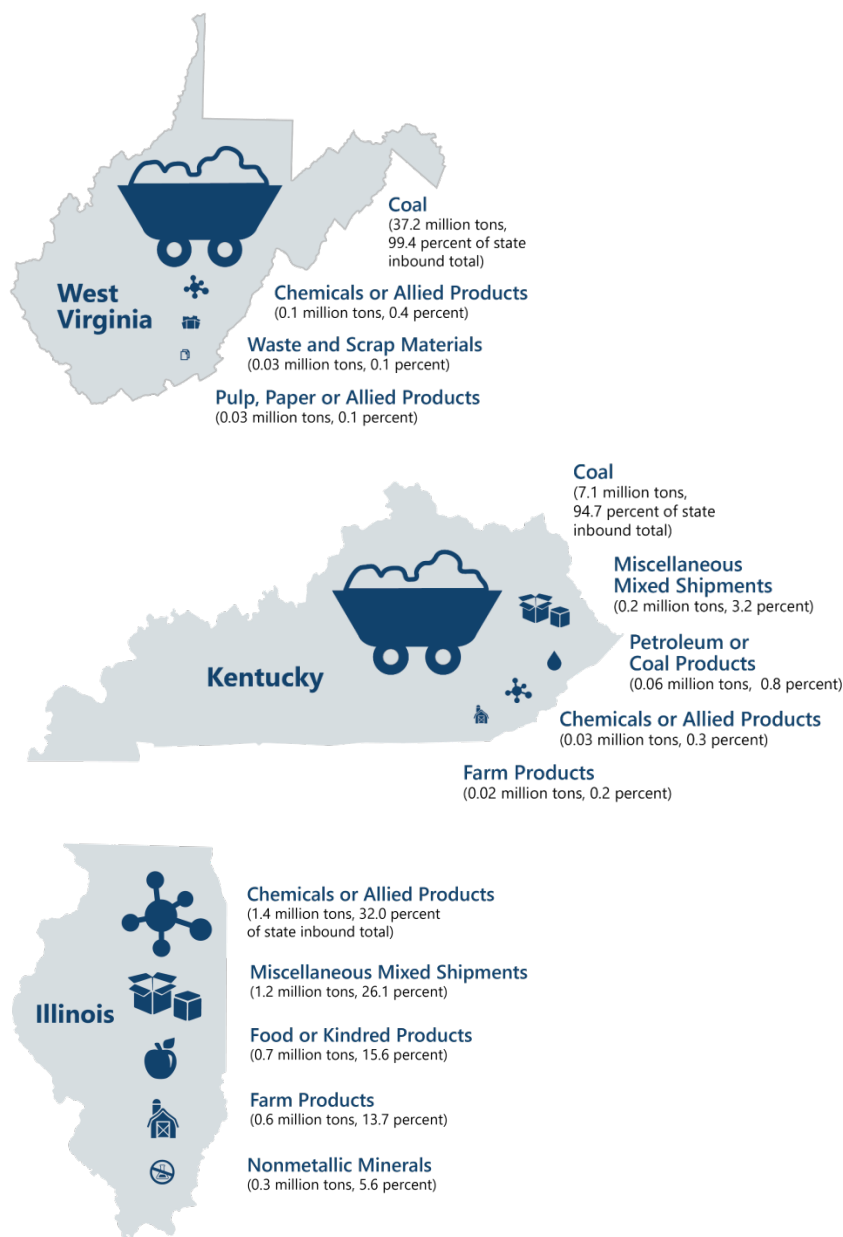 West
Virginia
Coal
(37.2 million tons,
99.4 percent of state
inbound total)
Chemicals or Allied Products
(0.1 million tons, 0.4 percent)
Waste and Scrap Materials
(0.03 million tons, 0.1 percent)
Pulp, Paper or Allied Products
(0.03 million tons, 0.1 percent)
Kentucky
Coal
(7.1 million tons,
94.7 percent of state
inbound total)
Miscellaneous
Mixed Shipments
(0.2 million tons, 3.2 percent)
Petroleum or
Coal Products
(0.06 million tons,  0.8 percent)
Chemicals or Allied Products
(0.03 million tons, 0.3 percent)
Farm Products
(0.02 million tons, 0.2 percent)
Illinois
Chemicals or Allied Products
(1.4 million tons, 32.0 percent
of state inbound total)
Miscellaneous Mixed Shipments
(1.2 million tons, 26.1 percent)
Food or Kindred Products
(0.7 million tons, 15.6 percent)
Farm Products
(0.6 million tons, 13.7 percent)
Nonmetallic Minerals
(0.3 million tons, 5.6 percent)